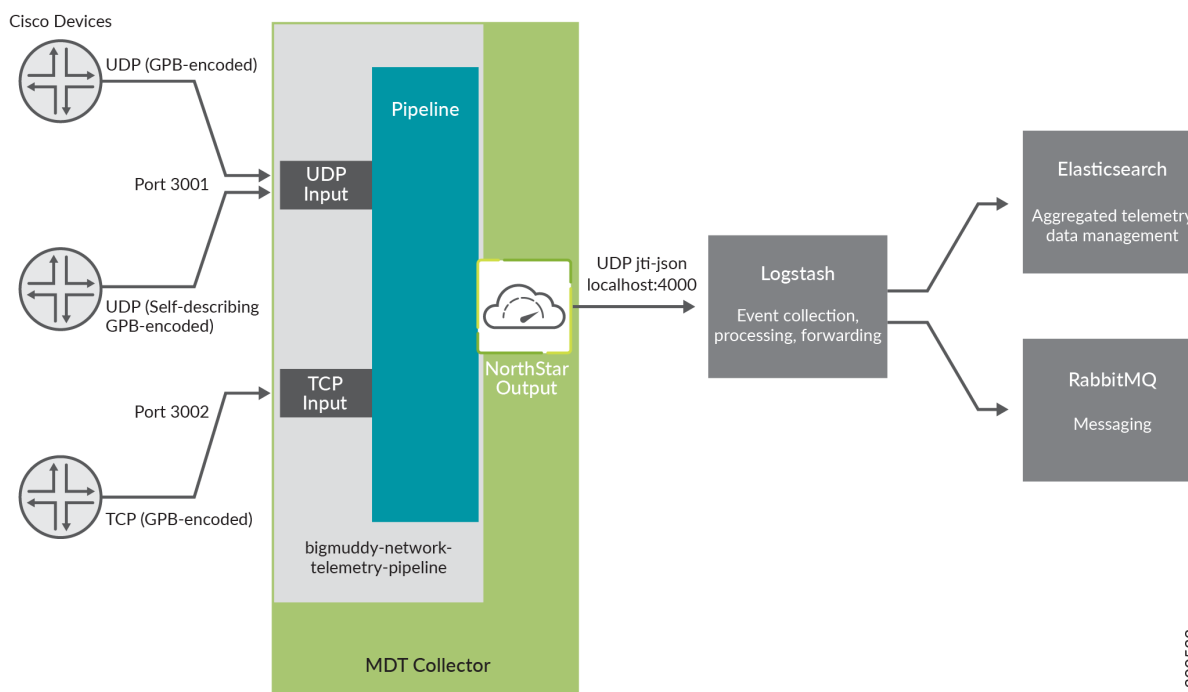 Cisco Devices
UDP (GPB-encoded)
Port 3001
UDP (Self-describing
GPB-encoded)
Port 3002
TCP (GPB-encoded)
Pipeline
UDP
Input
TCP
Input
bigmuddy-network-
telemetry-pipeline
NorthStar
Output
MDT Collector
UDP jti-json
localhost:4000
Logstash
Event collection,
processing, forwarding
Elasticsearch
Aggregated telemetry
data management
RabbitMQ
Messaging